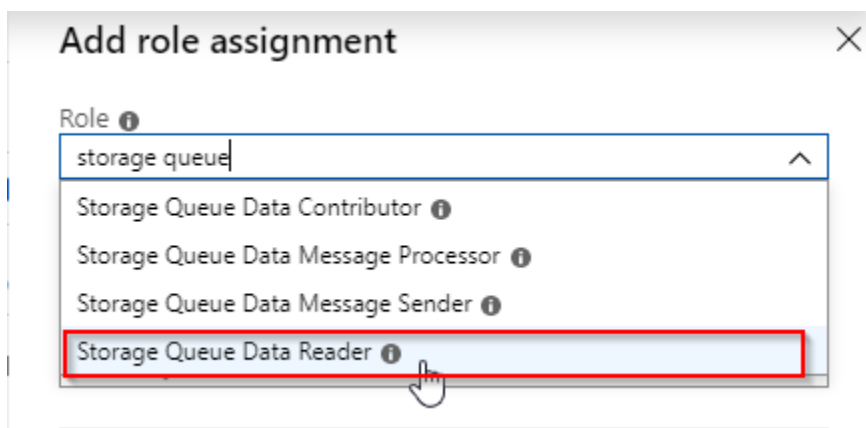 Add role assignment
Role
storage queue
Storage Queue Data Contributor
Storage Queue Data Message Processor
Storage Queue Data Message Sender
Storage Queue Data Reader